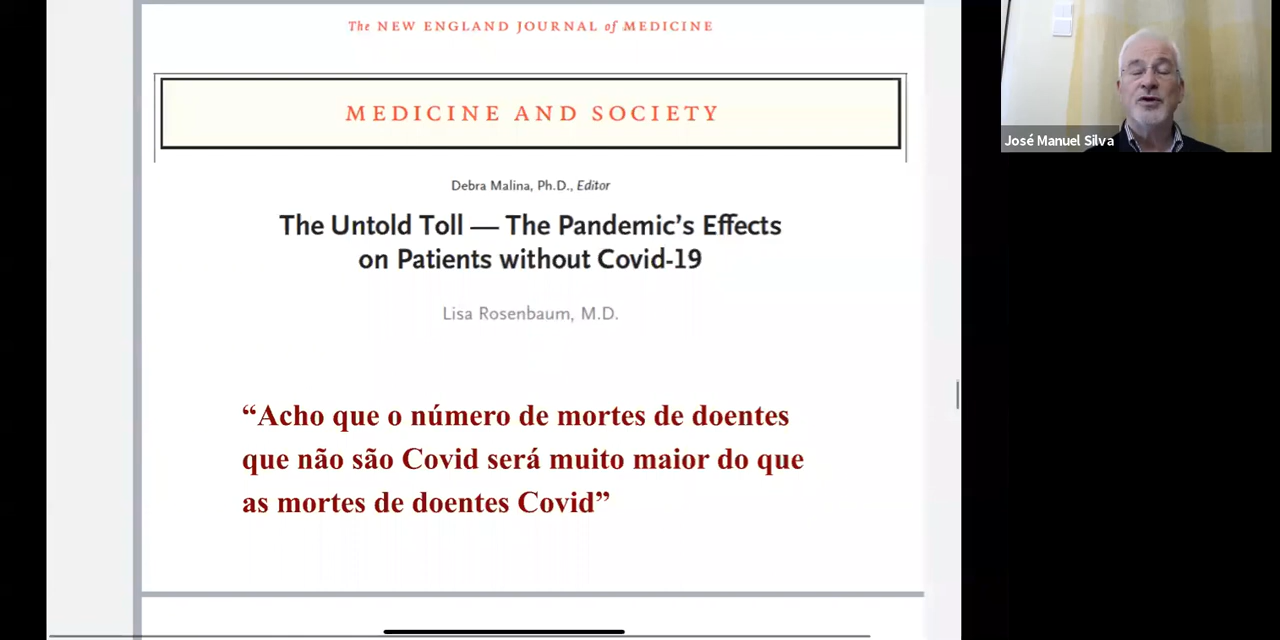 The NEW ENGLAND JOURNAL of MEDICINE
MEDICINE AND SOCIETY
Debra Malina, Ph.D., Editor
The Untold Toll — The Pandemic’s Effects
on Patients without Covid-19
Lisa Rosenbaum, M.D.
“Acho que o número de mortes de doentes
que não são Covid será muito maior do que
as mortes de doentes Covid”
José Manuel Silva